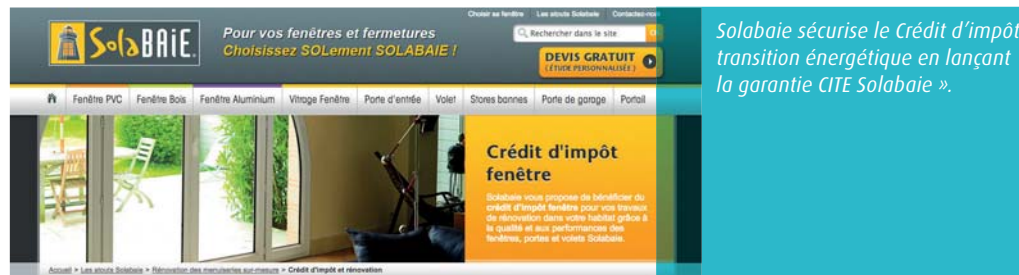 Choisir sa fenêtre Les atouts Solabaie Contactez-nous
SolaBAIE
Pour vos fenêtres et fermetures
Choisissez SOLement SOLABAIE !
Rechercher dans le site
DEVIS GRATUIT
(ÉTUDE PERSONNALISÉE)
Fenêtre PVC Fenêtre Bois Fenêtre Aluminium Vitrage Fenêtre Porte d'entrée Volet Stores bannes Porte de garage Portail
Crédit d'impôt
fenêtre
Solabaie vous propose de bénéficier du
crédit d'impôt fenêtre pour vos travaux
de rénovation dans votre habitat grâce à
la qualité et aux performances des
fenêtres, portes et volets Solabaie.
Accueil > Les atouts Solabaie > Rénovation des menuiseries sur-mesure > Crédit d'impôt et rénovation
Solabaie sécurise le Crédit d'impôt
transition énergétique en lançant
la garantie CITE Solabaie ».